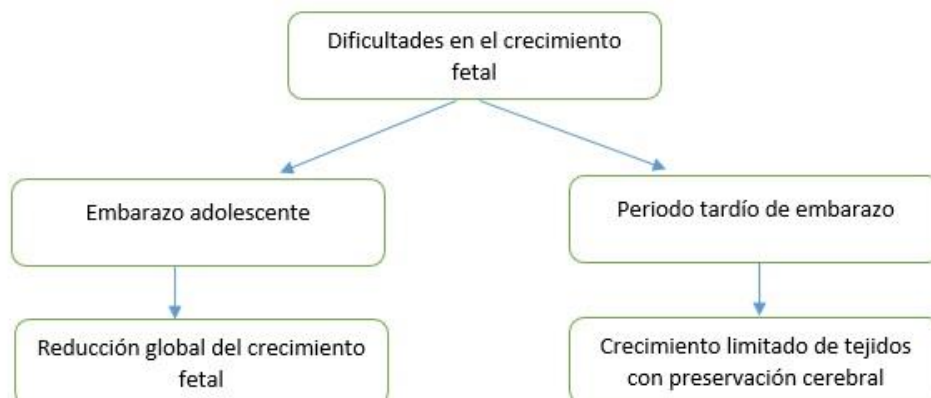 Dificultades en el crecimiento
fetal
Embarazo adolescente
Periodo tardío de embarazo
Reducción global del crecimiento
fetal
Crecimiento limitado de tejidos
con preservación cerebral